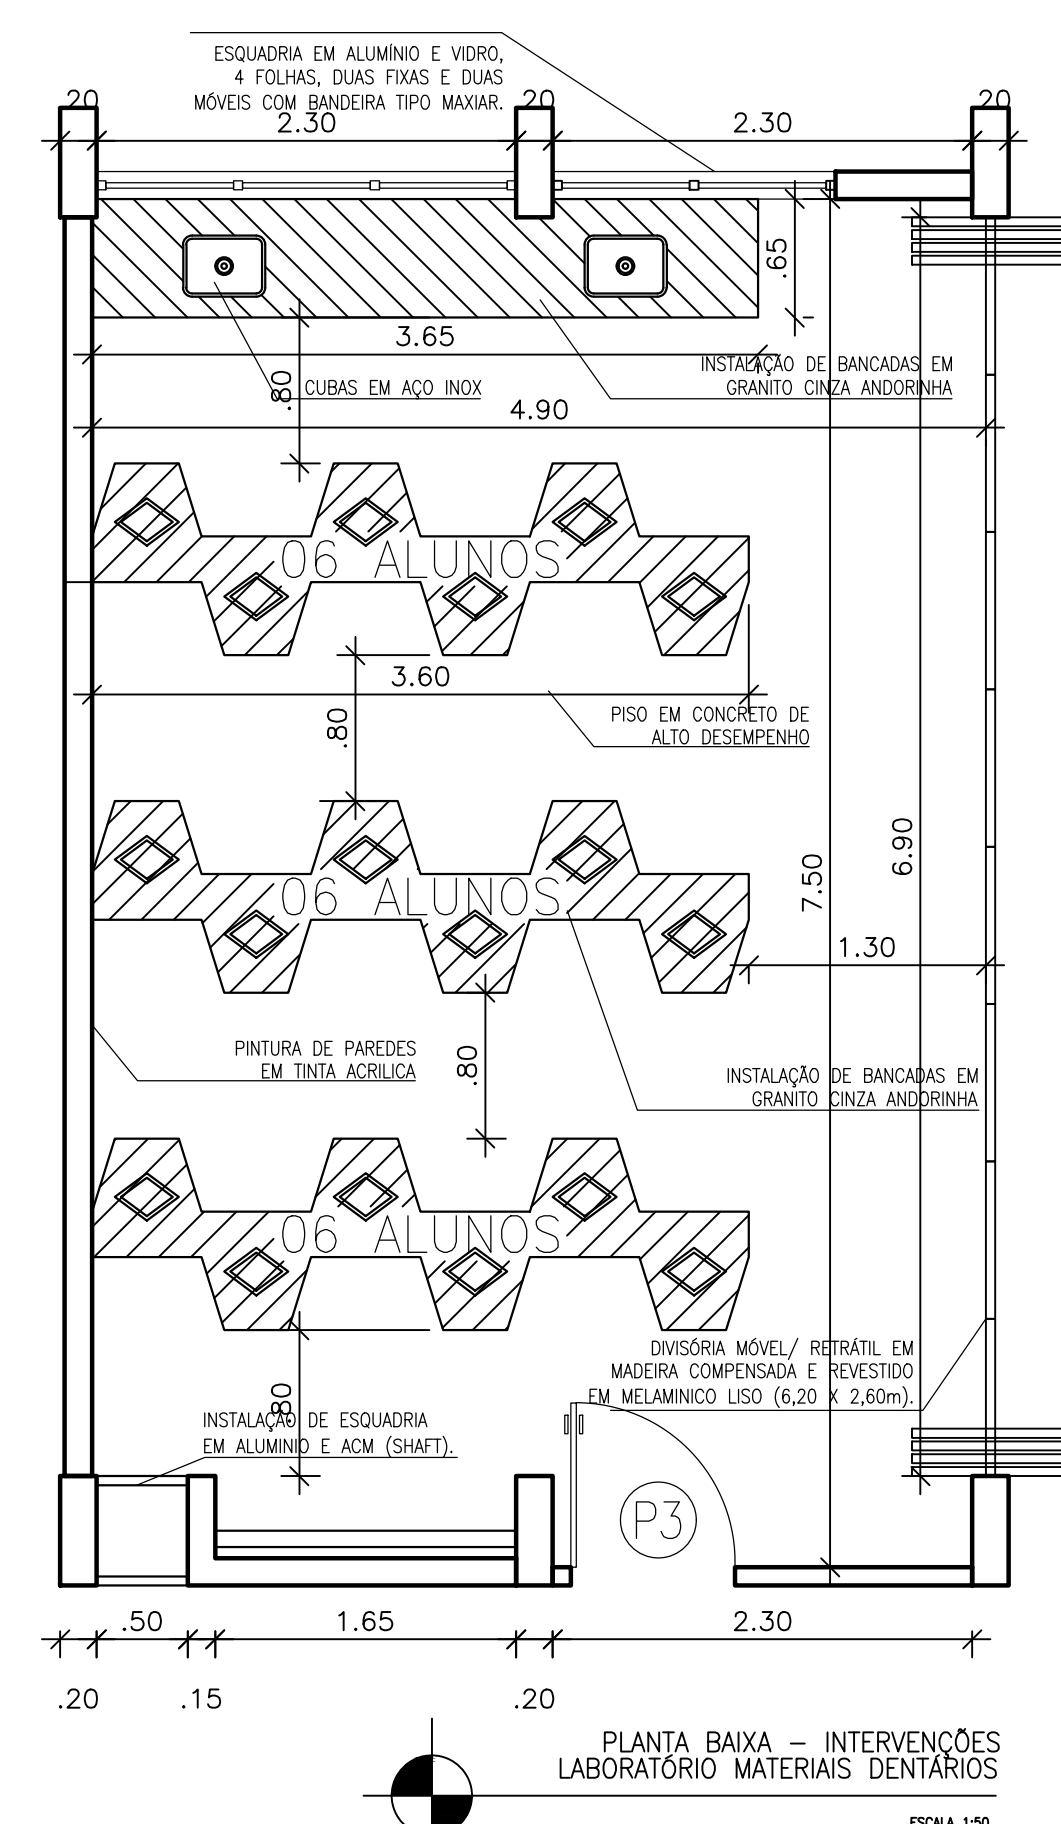 ESQUADRIA EM ALUMÍNIO E VIDRO,
4 FOLHAS, DUAS FIXAS E DUAS
MÓVEIS COM BANDEIRA TIPO MAXIAR.
.20
.20
.20
2.30
2.30
.65
3.65
INSTALAÇÃO DE BANCADAS EM
GRANITO CINZA ANDORINHA
.80
CUBAS EM AÇO INOX
4.90
06 ALUNOS
3.60
PISO EM CONCRETO DE
ALTO DESEMPENHO
.80
7.50
6.90
06 ALUNOS
1.30
PINTURA DE PAREDES
EM TINTA ACRILICA
.80
INSTALAÇÃO DE BANCADAS EM
GRANITO CINZA ANDORINHA
06 ALUNOS
DIVISÓRIA MÓVEL/ RETRÁTIL EM
MADEIRA COMPENSADA E REVESTIDO
EM MELAMINICO LISO (6,20 X 2,60m).
.80
INSTALAÇÃO DE ESQUADRIA
EM ALUMINIO E ACM (SHAFT).
P3
.50
1.65
2.30
.20
.15
.20
PLANTA BAIXA – INTERVENÇÕES
LABORATÓRIO MATERIAIS DENTÁRIOS
ESCALA 1:50